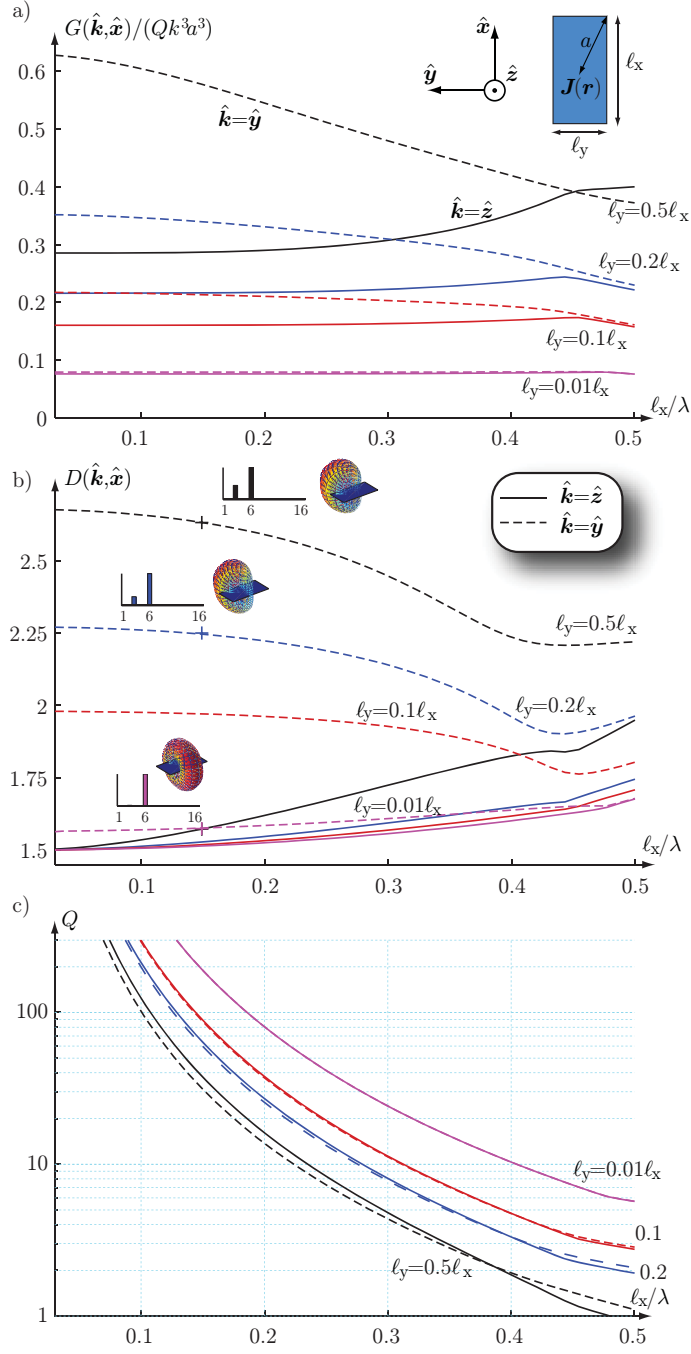 a)
G(k̂,x̂)/(Qk³a³)
0.6
0.5
0.4
0.3
0.2
0.1
0
k̂=ŷ
k̂=ẑ
x̂
ŷ
ẑ
a
J(r)
ℓx
ℓy
ℓy=0.5ℓx
ℓy=0.2ℓx
ℓy=0.1ℓx
ℓy=0.01ℓx
0.1 0.2 0.3 0.4 0.5
ℓx/λ
b)
D(k̂,x̂)
2.5
2.25
2
1.75
1.5
1 6 16
1 6 16
1 6 16
k̂=ẑ
k̂=ŷ
ℓy=0.5ℓx
ℓy=0.2ℓx
ℓy=0.1ℓx
ℓy=0.01ℓx
0.1 0.2 0.3 0.4 0.5
ℓx/λ
c)
Q
100
10
1
ℓy=0.01ℓx
0.1
0.2
ℓy=0.5ℓx
ℓx/λ
0.1 0.2 0.3 0.4 0.5